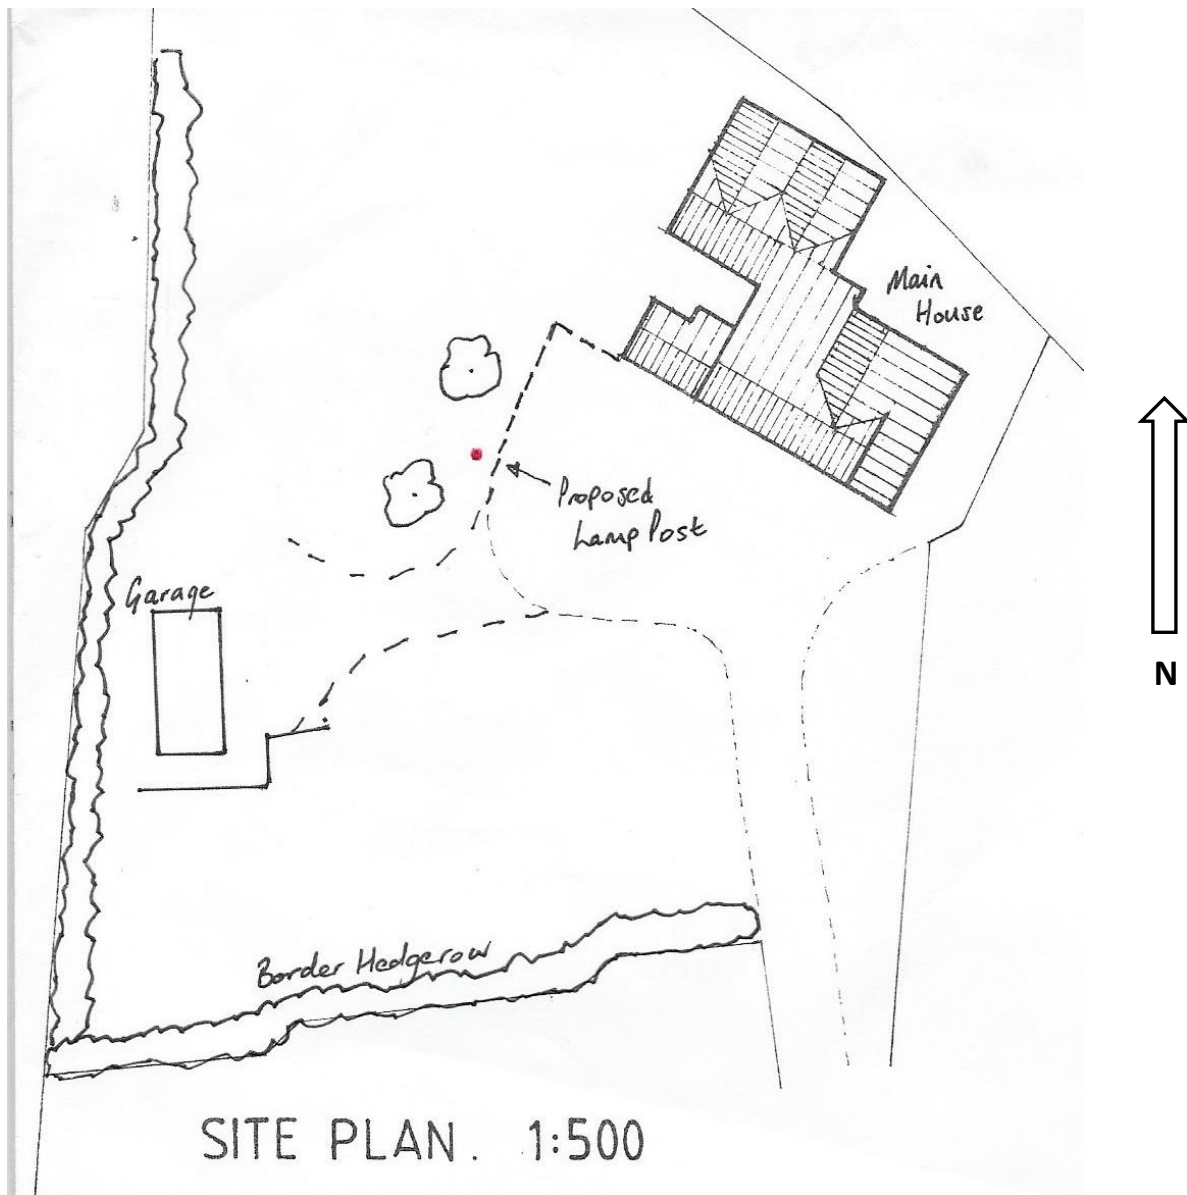 Main
House
Proposed
Lamp Post
Garage
N
Border Hedgerow
SITE PLAN. 1:500